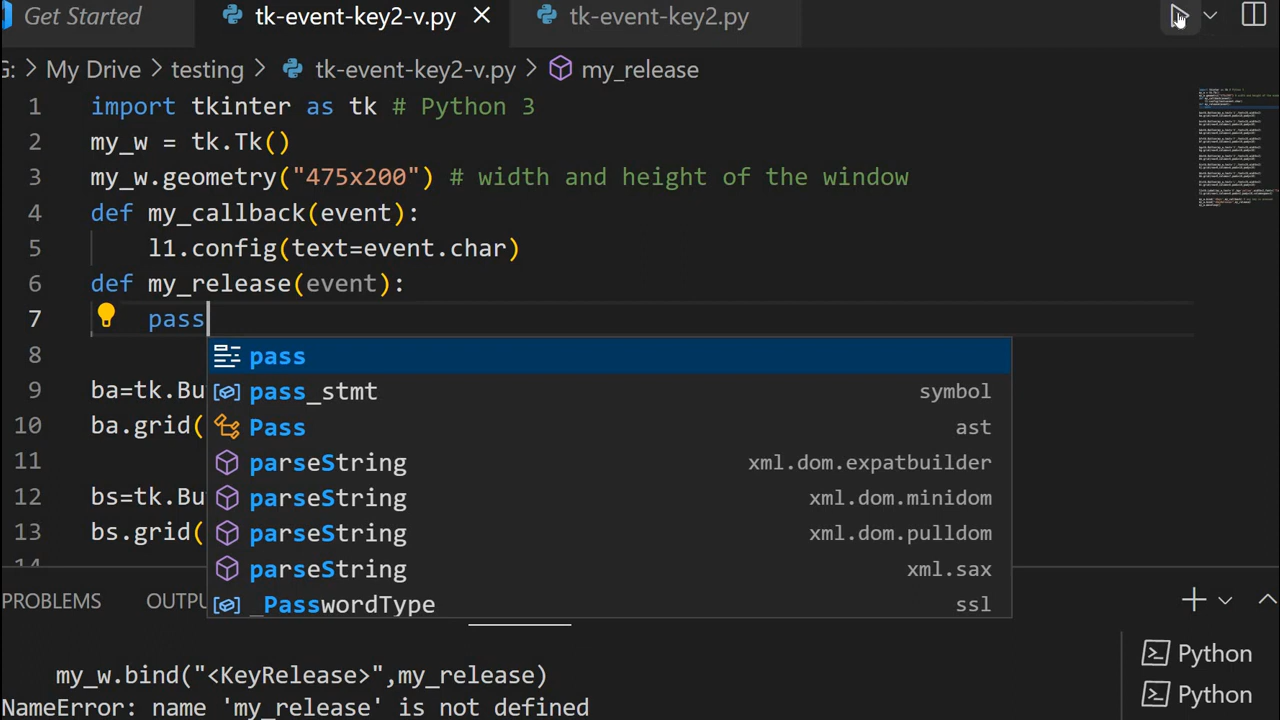 Get Started tk-event-key2-v.py tk-event-key2.py
G: > My Drive > testing > tk-event-key2-v.py > my_release
1 import tkinter as tk # Python 3
2 my_w = tk.Tk()
3 my_w.geometry("475x200") # width and height of the window
4 def my_callback(event):
5 l1.config(text=event.char)
6 def my_release(event):
7 pass
8
9 ba=tk.Bu
10 ba.grid(
11
12 bs=tk.Bu
13 bs.grid(
14
pass
pass_stmt symbol
Pass ast
parseString xml.dom.expatbuilder
parseString xml.dom.minidom
parseString xml.dom.pulldom
parseString xml.sax
_PasswordType ssl
PROBLEMS OUTPU
my_w.bind("<KeyRelease>",my_release)
NameError: name 'my_release' is not defined
Python
Python